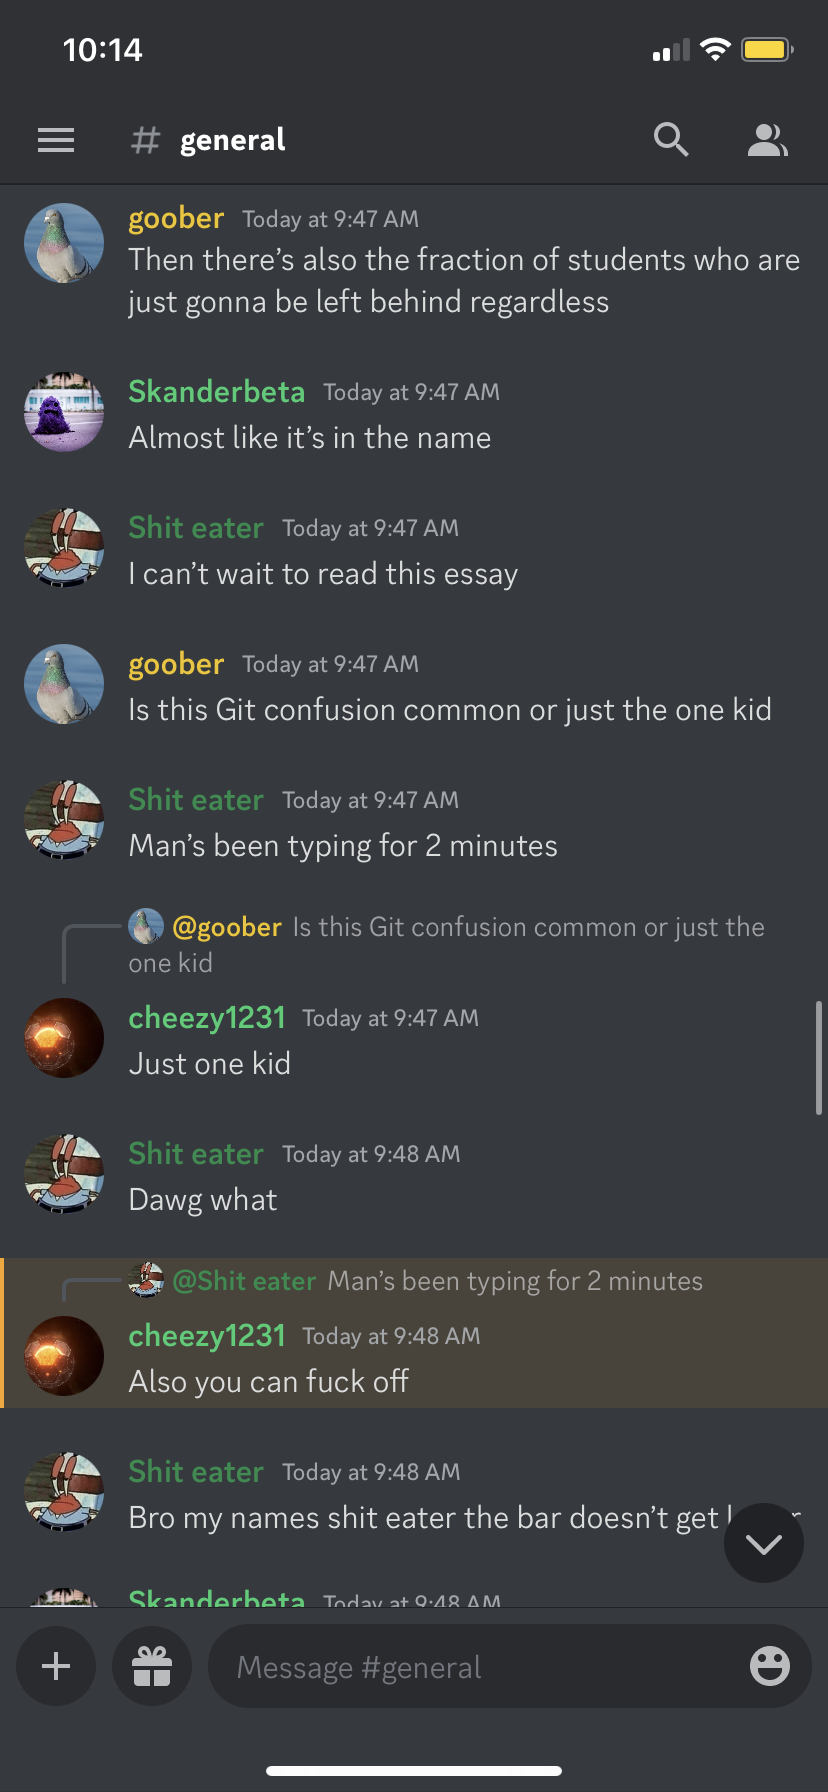 10:14
# general
goober Today at 9:47 AM
Then there's also the fraction of students who are
just gonna be left behind regardless
Skanderbeta Today at 9:47 AM
Almost like it's in the name
Shit eater Today at 9:47 AM
I can't wait to read this essay
goober Today at 9:47 AM
Is this Git confusion common or just the one kid
Shit eater Today at 9:47 AM
Man's been typing for 2 minutes
@goober Is this Git confusion common or just the
one kid
cheezy1231 Today at 9:47 AM
Just one kid
Shit eater Today at 9:48 AM
Dawg what
@Shit eater Man's been typing for 2 minutes
cheezy1231 Today at 9:48 AM
Also you can fuck off
Shit eater Today at 9:48 AM
Bro my names shit eater the bar doesn't get
Skanderbeta Today at 9:48 AM
Message #general